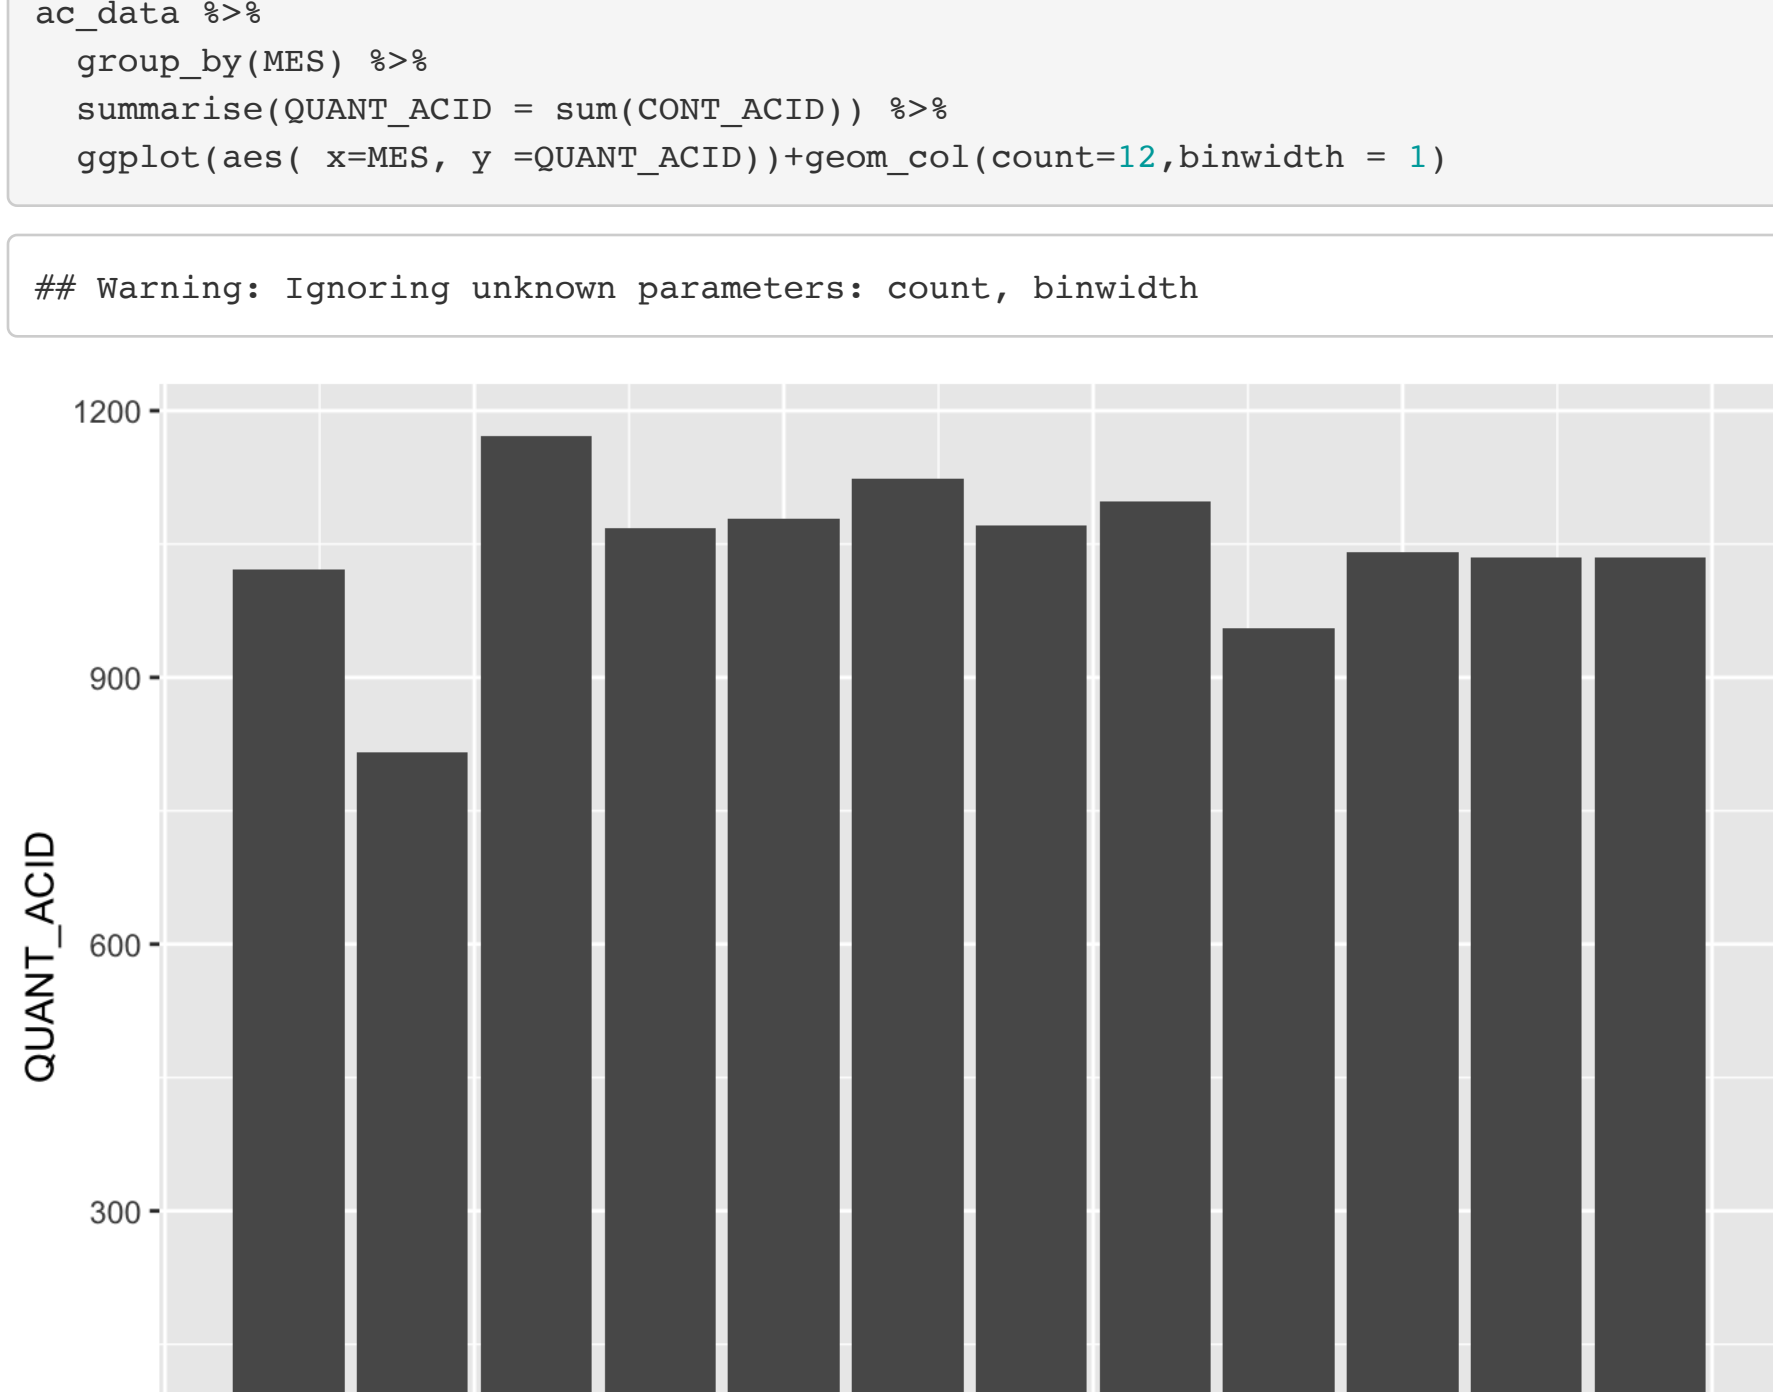 ac_data %>%
  group_by(MES) %>%
  summarise(QUANT_ACID = sum(CONT_ACID)) %>%
  ggplot(aes( x=MES, y =QUANT_ACID))+geom_col(count=12,binwidth = 1)
## Warning: Ignoring unknown parameters: count, binwidth
1200
900
600
300
QUANT_ACID